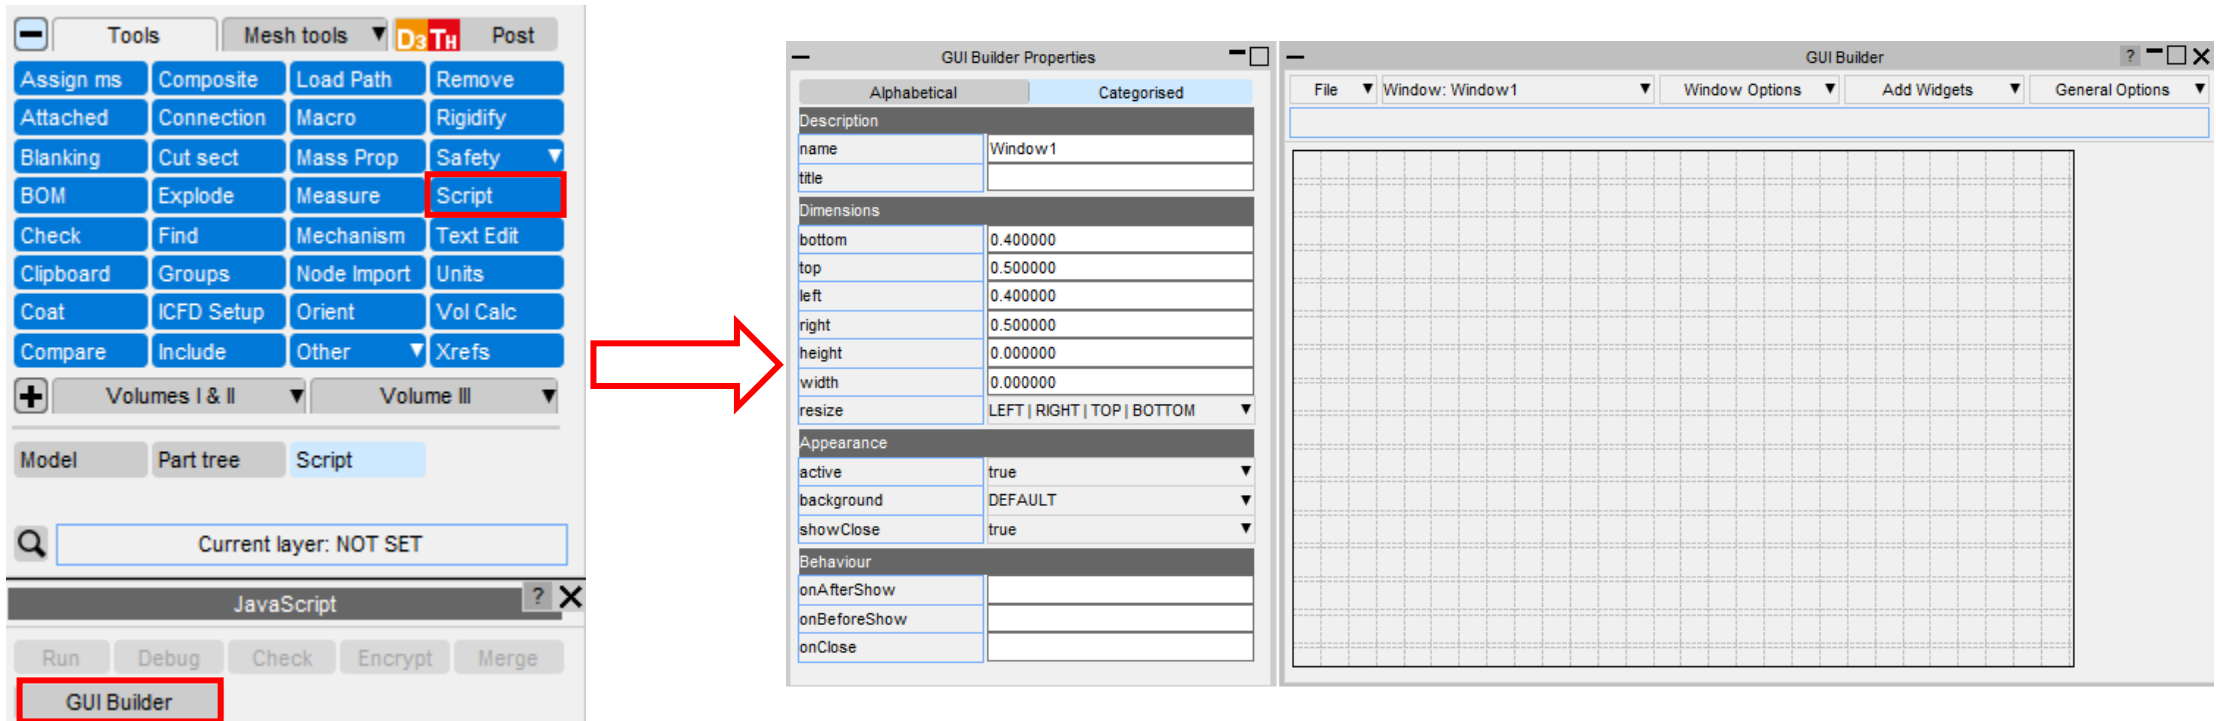 Tools Mesh tools D3 TH Post
Assign ms Composite Load Path Remove
Attached Connection Macro Rigidify
Blanking Cut sect Mass Prop Safety
BOM Explode Measure Script
Check Find Mechanism Text Edit
Clipboard Groups Node Import Units
Coat ICFD Setup Orient Vol Calc
Compare Include Other Xrefs
Volumes I & II Volume III
Model Part tree Script
Current layer: NOT SET
JavaScript ?
Run Debug Check Encrypt Merge
GUI Builder
GUI Builder Properties
Alphabetical Categorised
Description
name Window1
title
Dimensions
bottom 0.400000
top 0.500000
left 0.400000
right 0.500000
height 0.000000
width 0.000000
resize LEFT | RIGHT | TOP | BOTTOM
Appearance
active true
background DEFAULT
showClose true
Behaviour
onAfterShow
onBeforeShow
onClose
GUI Builder ?
File Window: Window1 Window Options Add Widgets General Options